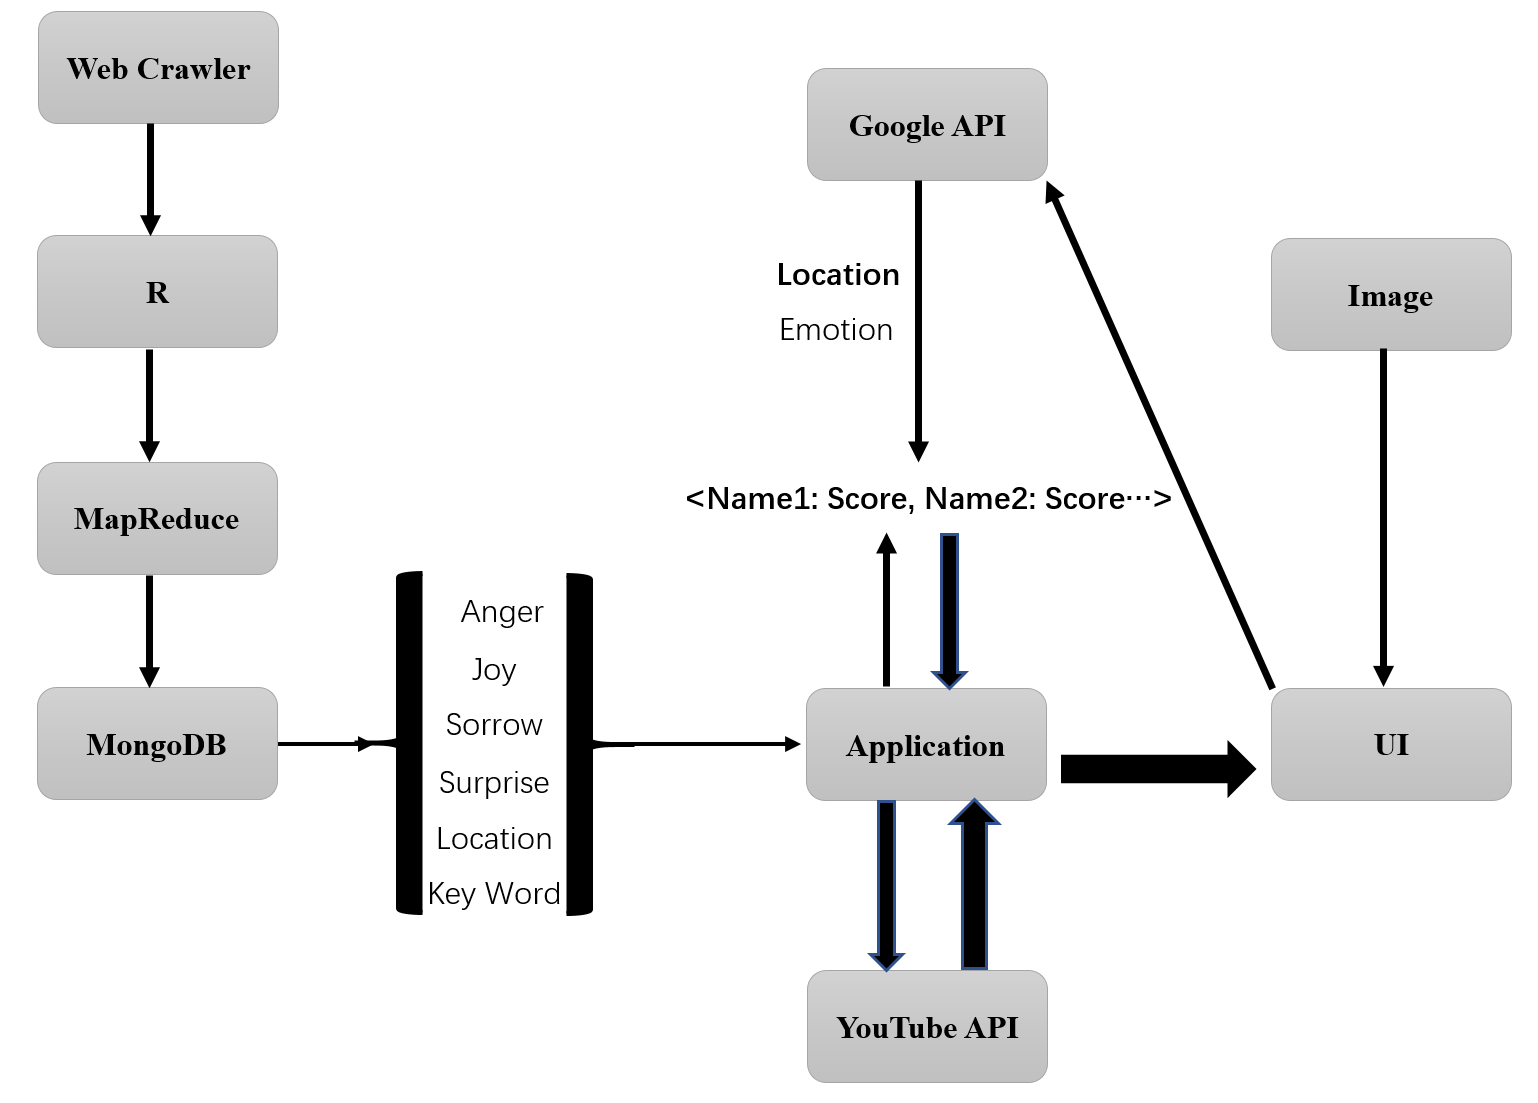 Web Crawler
R
MapReduce
MongoDB
Anger
Joy
Sorrow
Surprise
Location
Key Word
Google API
Location
Emotion
<Name1: Score, Name2: Score···>
Application
YouTube API
Image
UI